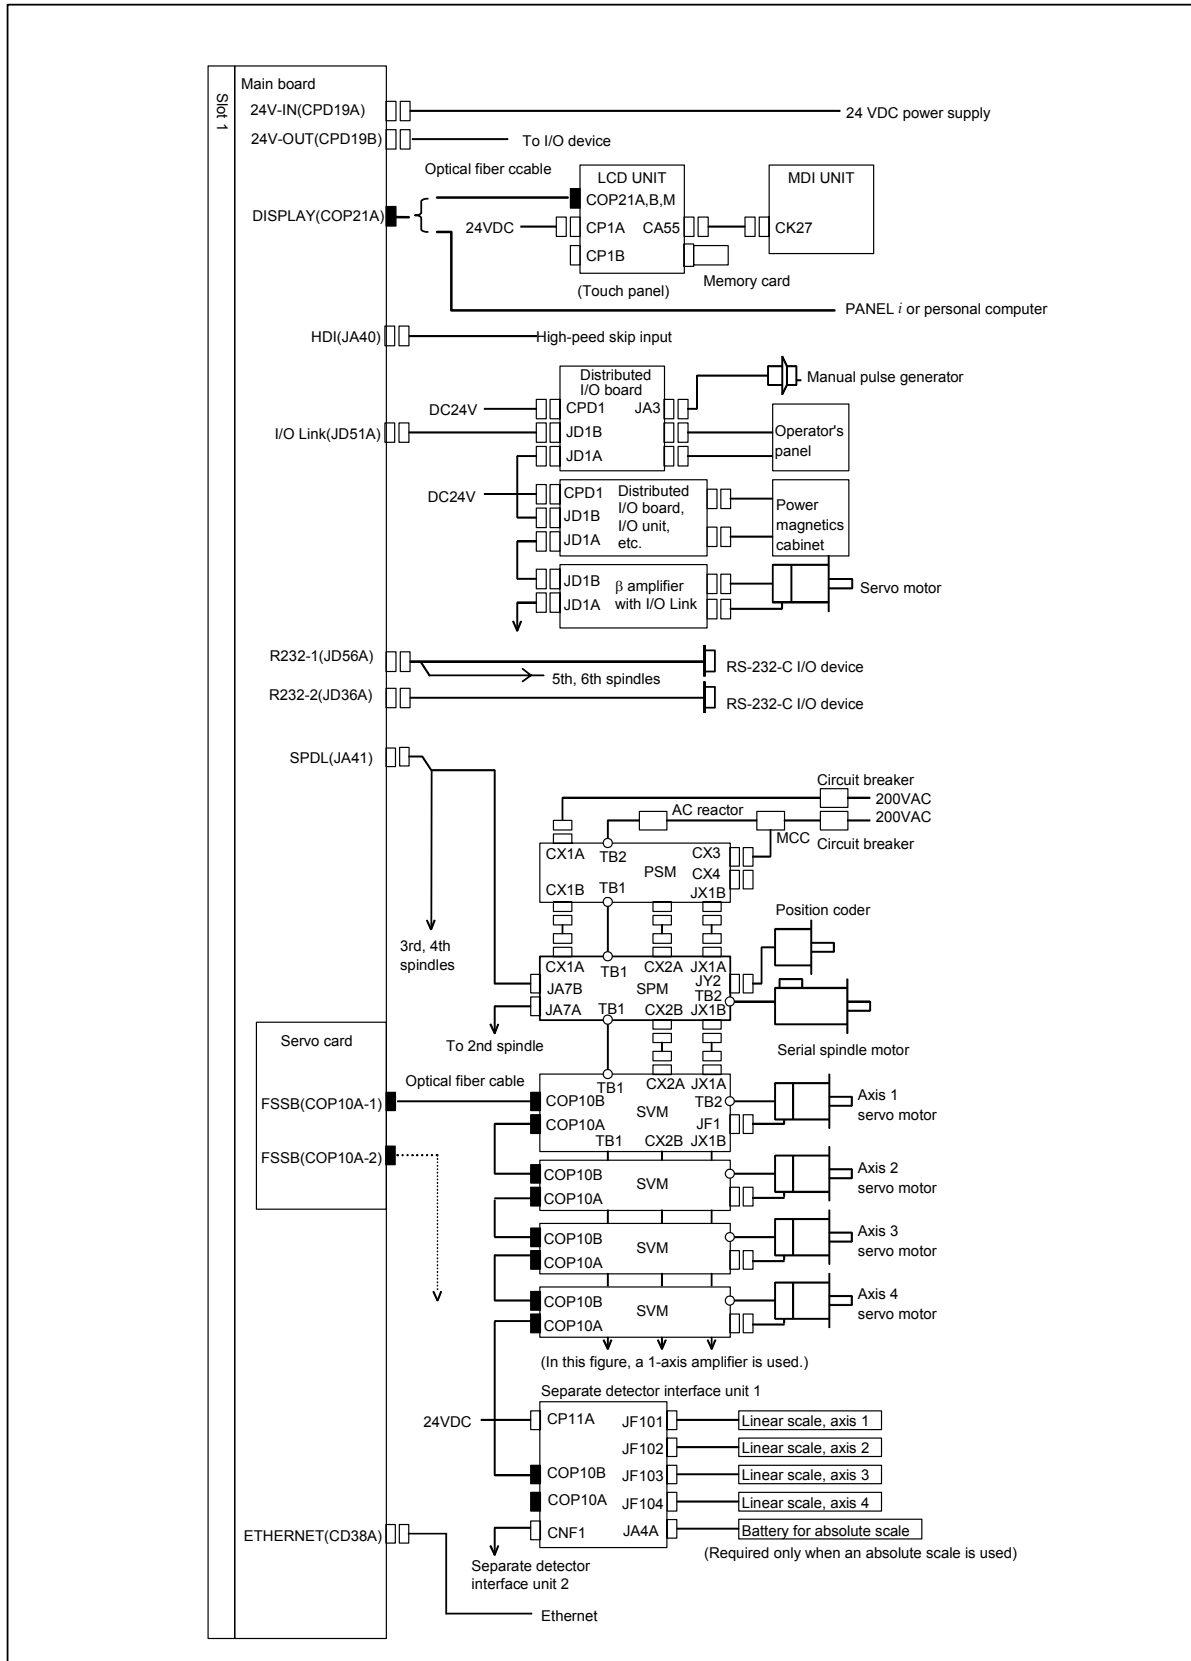 Slot 1
Main board
24V-IN(CPD19A)
24 VDC power supply
24V-OUT(CPD19B)
To I/O device
Optical fiber ccable
DISPLAY(COP21A)
LCD UNIT
COP21A,B,M
24VDC
CP1A
CA55
CP1B
(Touch panel)
Memory card
MDI UNIT
CK27
PANEL i or personal computer
HDI(JA40)
High-peed skip input
Distributed
I/O board
DC24V
CPD1
JA3
Manual pulse generator
I/O Link(JD51A)
JD1B
JD1A
Operator's
panel
DC24V
CPD1
JD1B
JD1A
Distributed
I/O board,
I/O unit,
etc.
Power
magnetics
cabinet
JD1B
JD1A
β amplifier
with I/O Link
Servo motor
R232-1(JD56A)
RS-232-C I/O device
5th, 6th spindles
R232-2(JD36A)
RS-232-C I/O device
SPDL(JA41)
3rd, 4th
spindles
Circuit breaker
200VAC
AC reactor
200VAC
MCC
Circuit breaker
CX1A
TB2
CX3
PSM
CX4
CX1B
TB1
JX1B
Position coder
CX1A
TB1
CX2A
JX1A
JA7B
SPM
JY2
TB2
JA7A
TB1
CX2B
JX1B
To 2nd spindle
Serial spindle motor
Servo card
Optical fiber cable
FSSB(COP10A-1)
TB1
CX2A
JX1A
COP10B
TB2
SVM
COP10A
JF1
TB1
CX2B
JX1B
Axis 1
servo motor
FSSB(COP10A-2)
COP10B
SVM
COP10A
Axis 2
servo motor
COP10B
SVM
COP10A
Axis 3
servo motor
COP10B
SVM
COP10A
Axis 4
servo motor
(In this figure, a 1-axis amplifier is used.)
Separate detector interface unit 1
24VDC
CP11A
JF101
Linear scale, axis 1
JF102
Linear scale, axis 2
COP10B
JF103
Linear scale, axis 3
COP10A
JF104
Linear scale, axis 4
CNF1
JA4A
Battery for absolute scale
(Required only when an absolute scale is used)
Separate detector
interface unit 2
ETHERNET(CD38A)
Ethernet